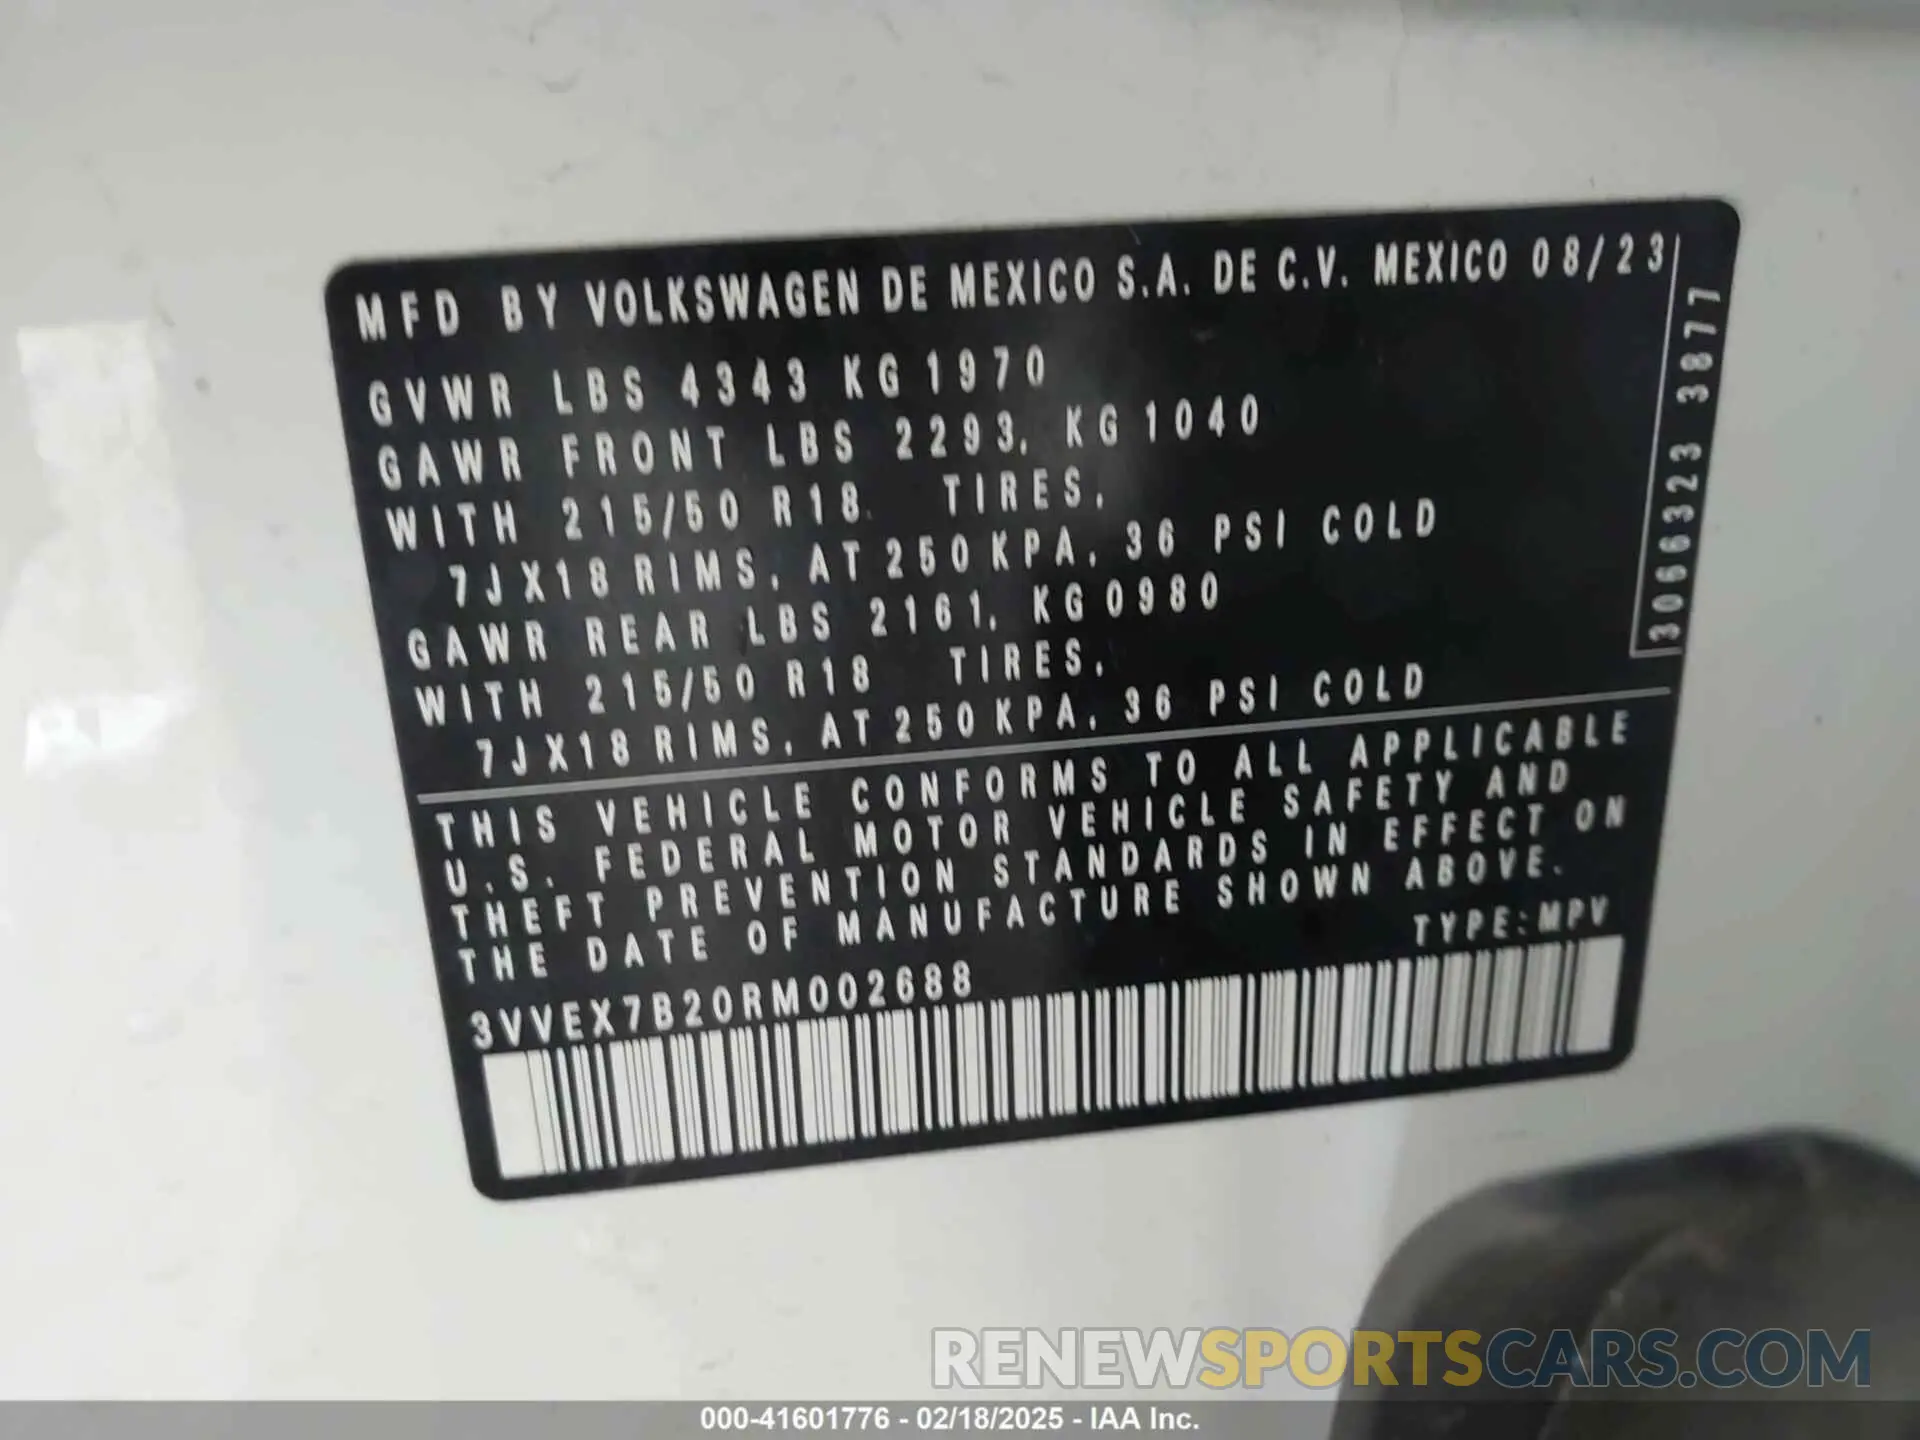 MFD BY VOLKSWAGEN DE MEXICO S.A. DE C.V. MEXICO 08/23
GVWR LBS 4343 KG 1970
GAWR FRONT LBS 2293, KG 1040
WITH 215/50 R18 TIRES,
7JX18 RIMS, AT 250 KPA, 36 PSI COLD
GAWR REAR LBS 2161, KG 0980
WITH 215/50 R18 TIRES,
7JX18 RIMS, AT 250 KPA, 36 PSI COLD
3066323 3877
THIS VEHICLE CONFORMS TO ALL APPLICABLE
U.S. FEDERAL MOTOR VEHICLE SAFETY AND
THEFT PREVENTION STANDARDS IN EFFECT ON
THE DATE OF MANUFACTURE SHOWN ABOVE.
TYPE: MPV
3VVEX7B20RM002688
RENEWSPORTSCARS.COM
000-41601776 - 02/18/2025 - IAA Inc.